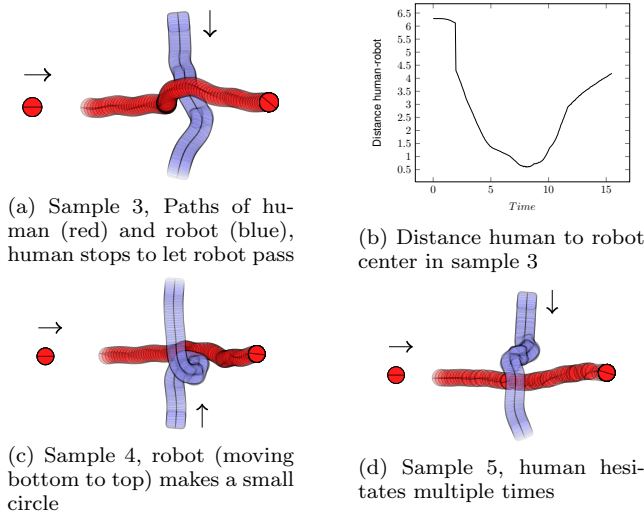 6.5
6
5.5
5
4.5
4
3.5
3
2.5
2
1.5
1
0.5
0
5
10
15
Distance human-robot
Time
(a) Sample 3, Paths of hu-
man (red) and robot (blue),
human stops to let robot pass
(b) Distance human to robot
center in sample 3
(c) Sample 4, robot (moving
bottom to top) makes a small
circle
(d) Sample 5, human hesi-
tates multiple times